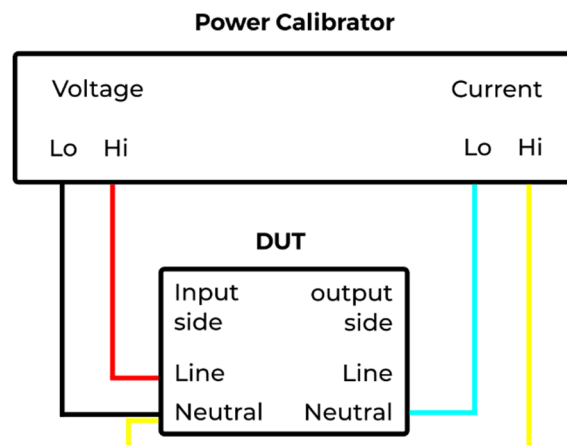 Power Calibrator
Voltage Current
Lo Hi Lo Hi
DUT
Input output
side side
Line Line
Neutral Neutral